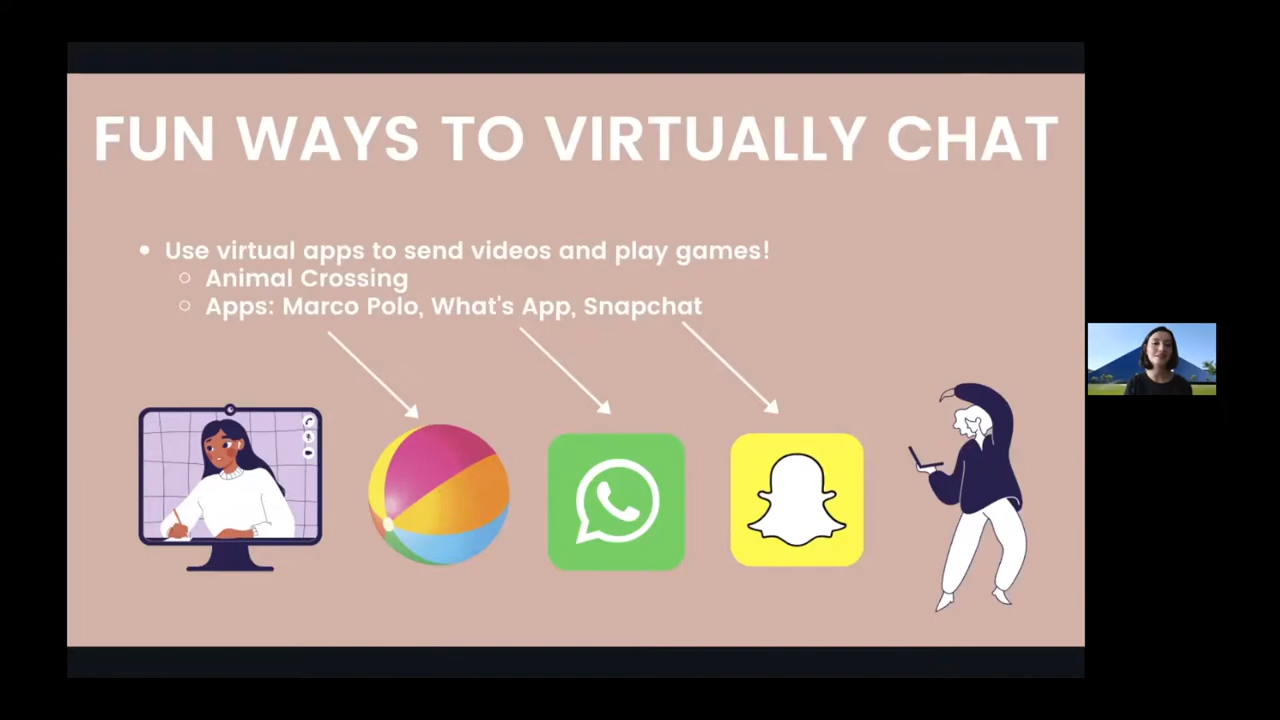 FUN WAYS TO VIRTUALLY CHAT
Use virtual apps to send videos and play games!
Animal Crossing
Apps: Marco Polo, What's App, Snapchat